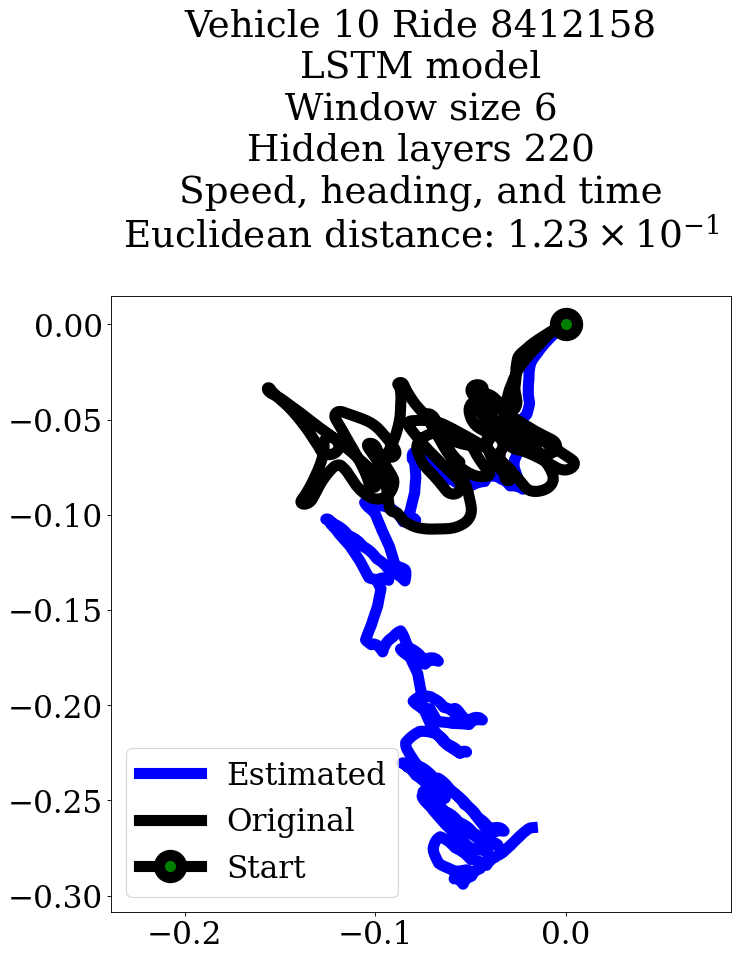 Vehicle 10 Ride 8412158
LSTM model
Window size 6
Hidden layers 220
Speed, heading, and time
Euclidean distance: 1.23 × 10⁻¹
0.00
−0.05
−0.10
−0.15
−0.20
−0.25
−0.30
Estimated
Original
Start
−0.2
−0.1
0.0